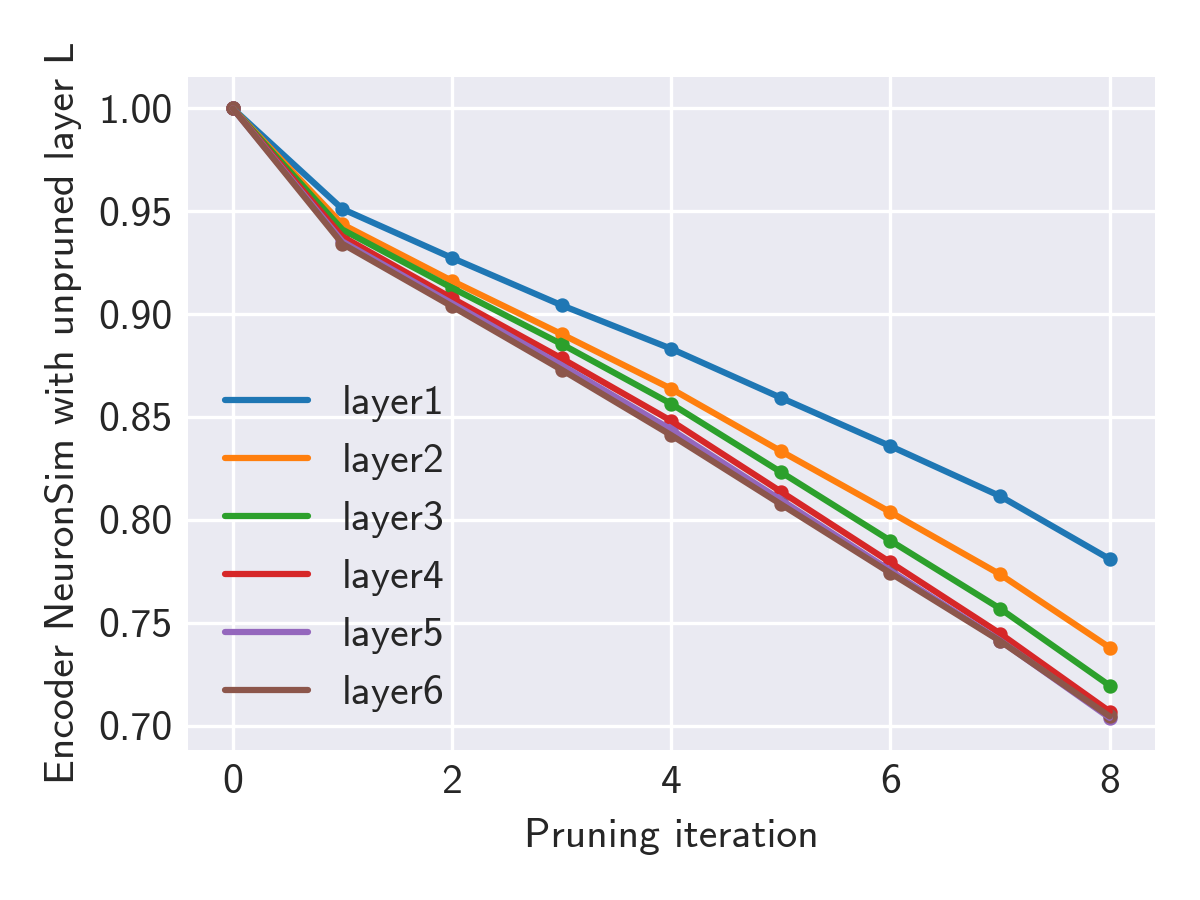 Encoder NeuronSim with unpruned layer L
1.00
0.95
0.90
0.85
0.80
0.75
0.70
layer1
layer2
layer3
layer4
layer5
layer6
0 2 4 6 8
Pruning iteration